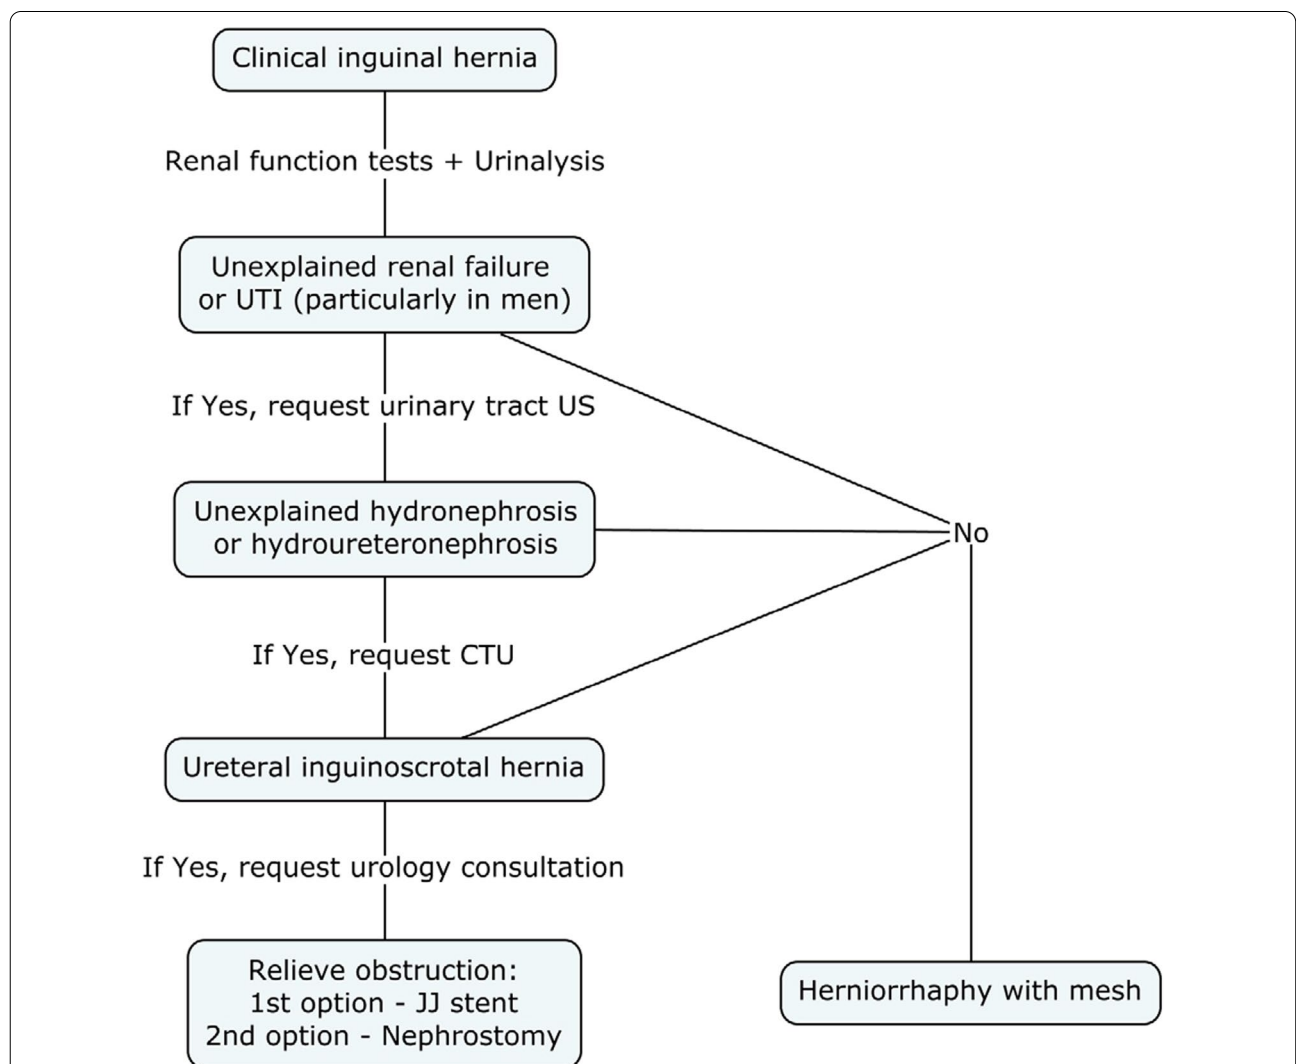 Clinical inguinal hernia
Renal function tests + Urinalysis
Unexplained renal failure
or UTI (particularly in men)
If Yes, request urinary tract US
Unexplained hydronephrosis
or hydroureteronephrosis
No
If Yes, request CTU
Ureteral inguinoscrotal hernia
If Yes, request urology consultation
Relieve obstruction:
1st option - JJ stent
2nd option - Nephrostomy
Herniorrhaphy with mesh